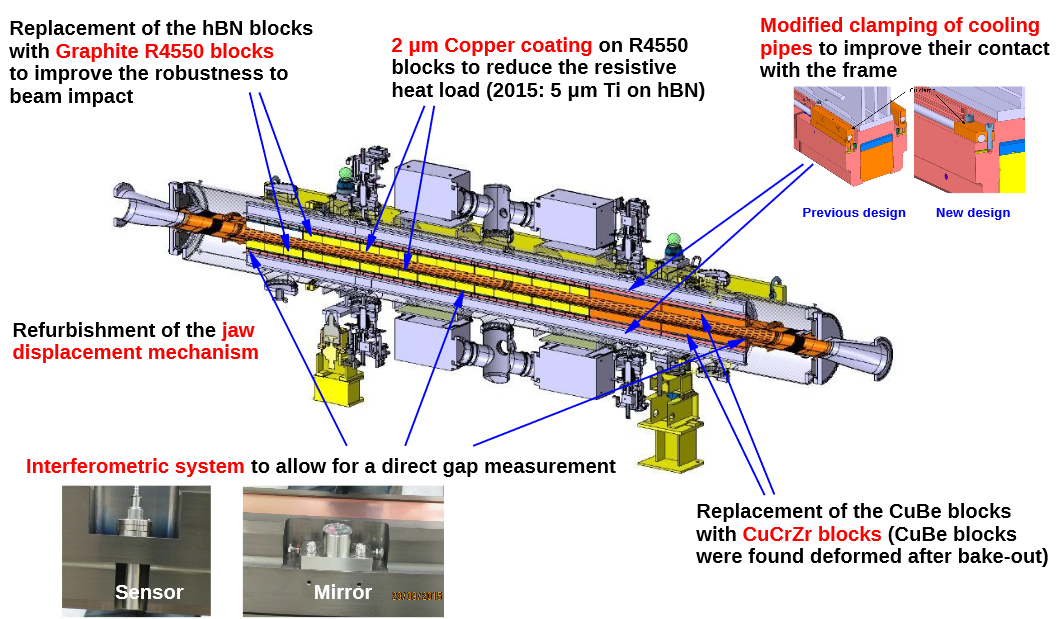 Replacement of the hBN blocks
with Graphite R4550 blocks
to improve the robustness to
beam impact
2 µm Copper coating on R4550
blocks to reduce the resistive
heat load (2015: 5 µm Ti on hBN)
Modified clamping of cooling
pipes to improve their contact
with the frame
Previous design
New design
Refurbishment of the jaw
displacement mechanism
Interferometric system to allow for a direct gap measurement
Sensor
Mirror
Replacement of the CuBe blocks
with CuCrZr blocks (CuBe blocks
were found deformed after bake-out)